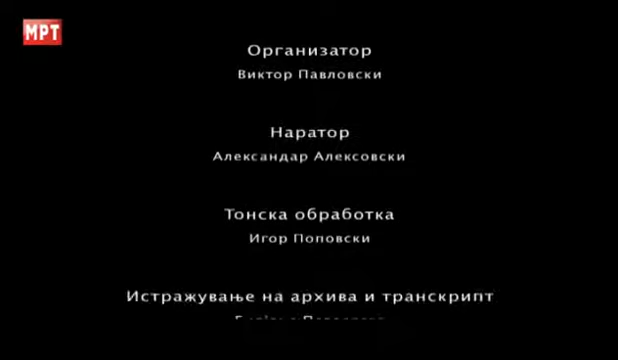 МРТ
Организатор
Виктор Павловски
Наратор
Александар Алексовски
Тонска обработка
Игор Поповски
Истражување на архива и транскрипт